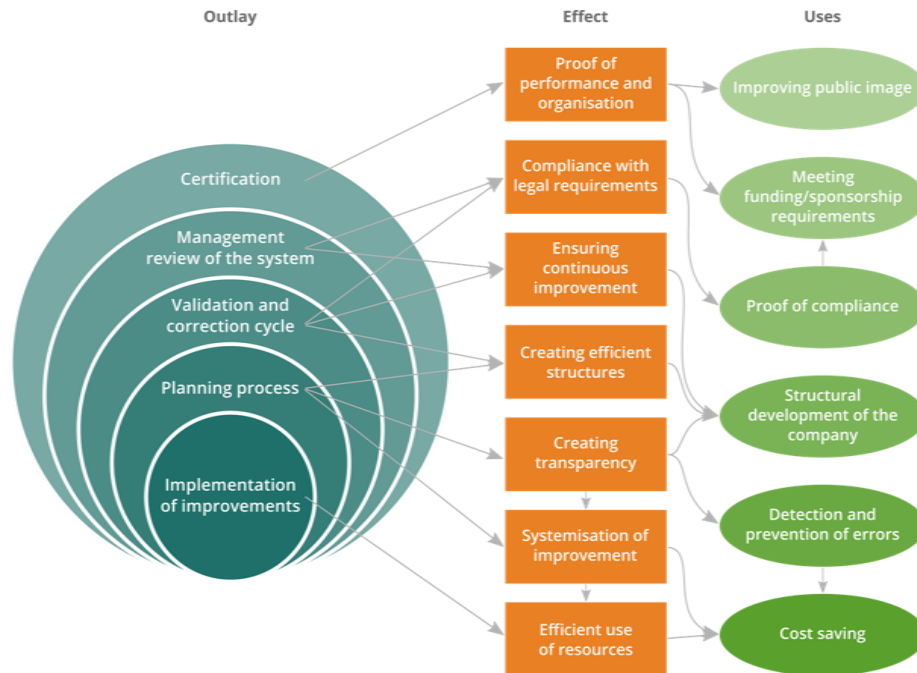 Outlay
Effect
Uses
Certification
Management
review of the system
Validation and
correction cycle
Planning process
Implementation
of improvements
Proof of
performance and
organisation
Compliance with
legal requirements
Ensuring
continuous
improvement
Creating efficient
structures
Creating
transparency
Systemisation of
improvement
Efficient use
of resources
Improving public image
Meeting
funding/sponsorship
requirements
Proof of compliance
Structural
development of the
company
Detection and
prevention of errors
Cost saving